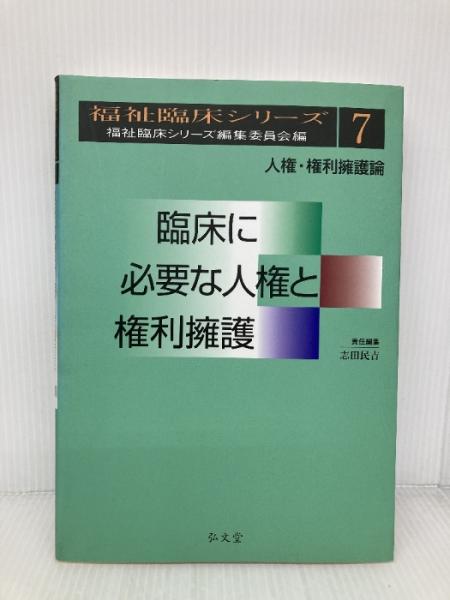 福祉臨床シリーズ 7
福祉臨床シリーズ編集委員会編
人権・権利擁護論
臨床に
必要な人権と
権利擁護
責任編集
志田民吉
弘文堂